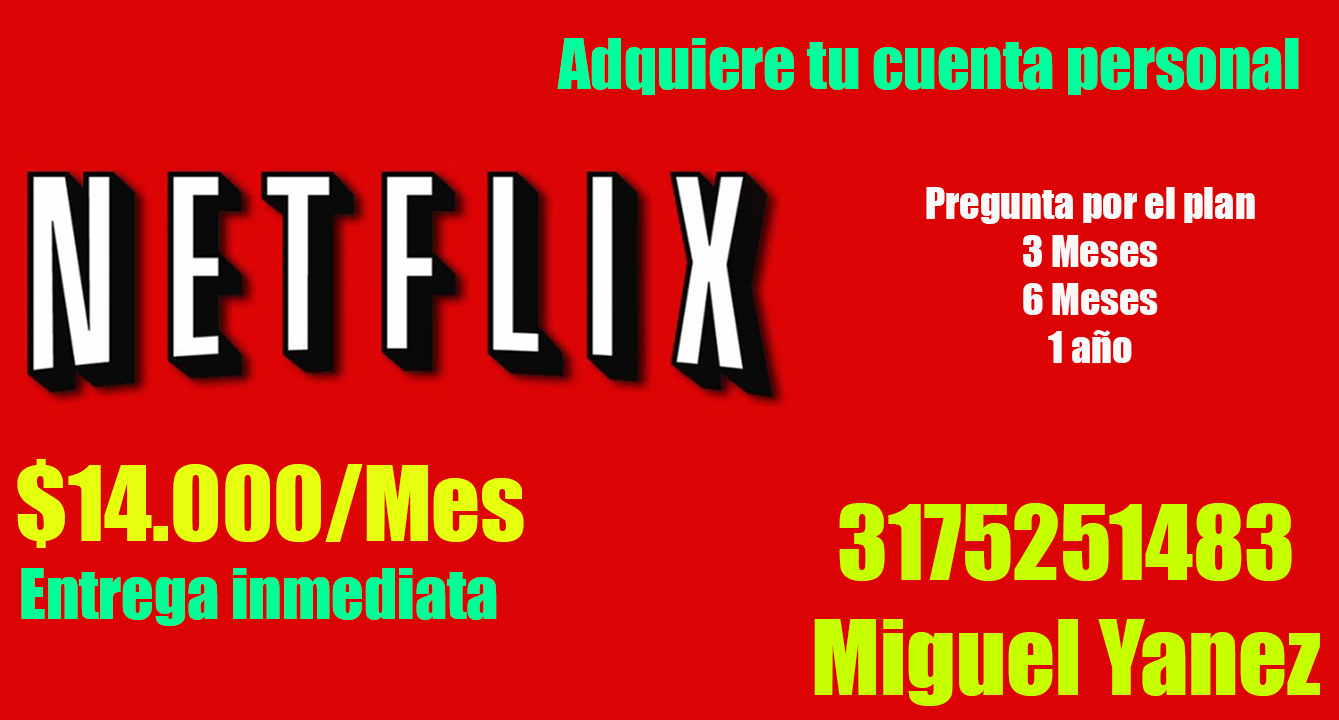 Adquiere tu cuenta personal
NETFLIX
Pregunta por el plan
3 Meses
6 Meses
1 año
$14.000/Mes
Entrega inmediata
3175251483
Miguel Yanez